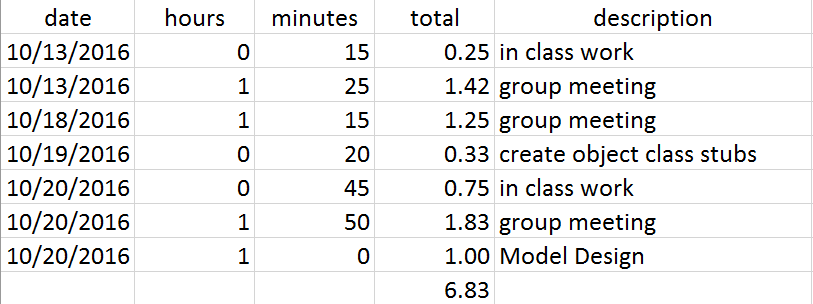 date hours minutes total description
10/13/2016 0 15 0.25 in class work
10/13/2016 1 25 1.42 group meeting
10/18/2016 1 15 1.25 group meeting
10/19/2016 0 20 0.33 create object class stubs
10/20/2016 0 45 0.75 in class work
10/20/2016 1 50 1.83 group meeting
10/20/2016 1 0 1.00 Model Design
6.83